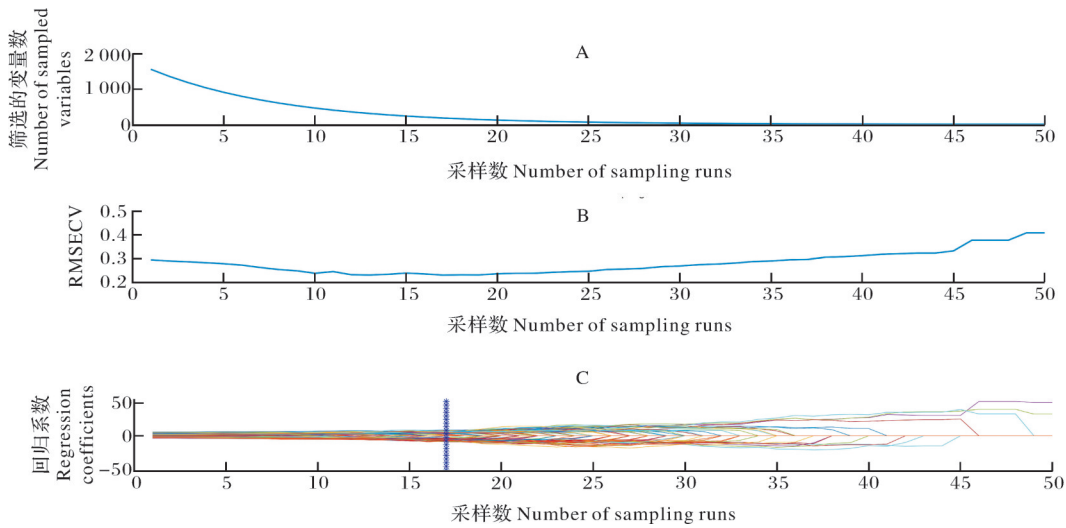 A
筛选的变量数
Number of sampled
variables
2 000
1 000
0
0 5 10 15 20 25 30 35 40 45 50
采样数 Number of sampling runs
B
RMSECV
0.5
0.4
0.3
0.2
0 5 10 15 20 25 30 35 40 45 50
采样数 Number of sampling runs
C
回归系数
Regression
coefficients
50
0
−50
0 5 10 15 20 25 30 35 40 45 50
采样数 Number of sampling runs